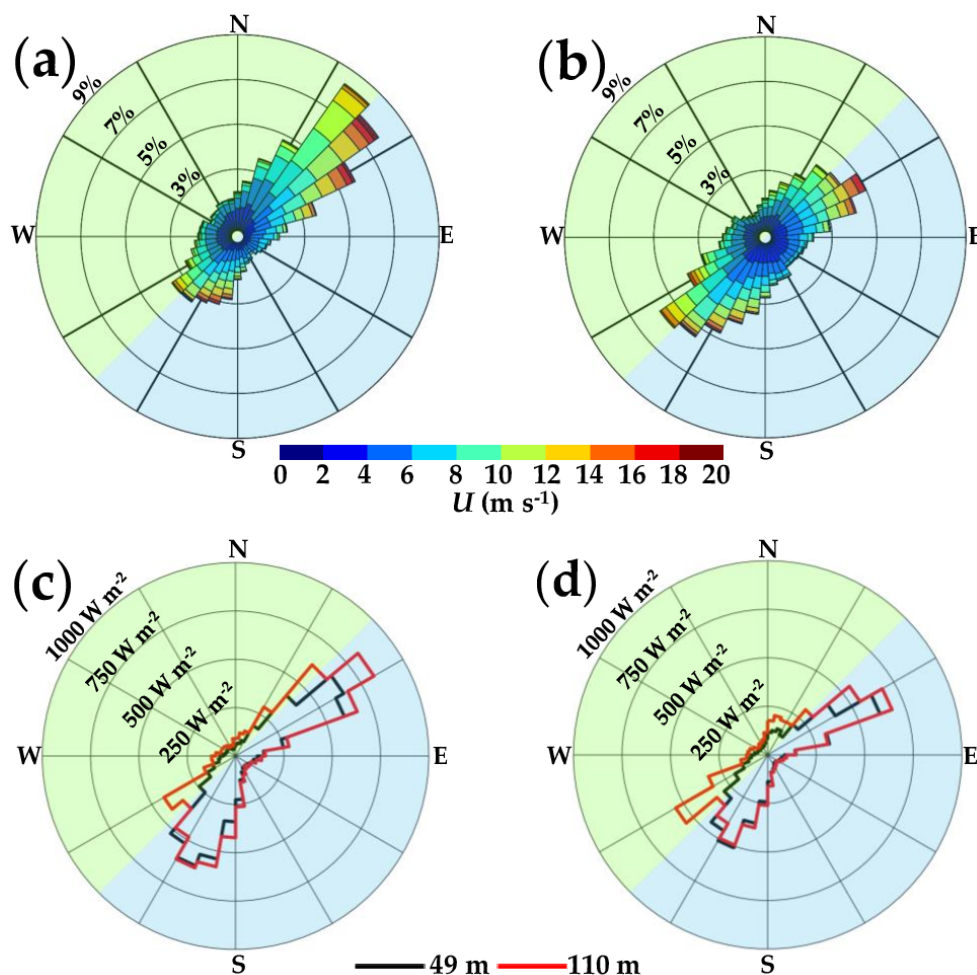 (a)
N
9%
7%
5%
3%
W
E
S
(b)
N
9%
7%
5%
3%
W
E
S
0 2 4 6 8 10 12 14 16 18 20
U (m s⁻¹)
(c)
N
1000 W m⁻²
750 W m⁻²
500 W m⁻²
250 W m⁻²
W
E
S
(d)
N
1000 W m⁻²
750 W m⁻²
500 W m⁻²
250 W m⁻²
W
E
S
49 m 110 m